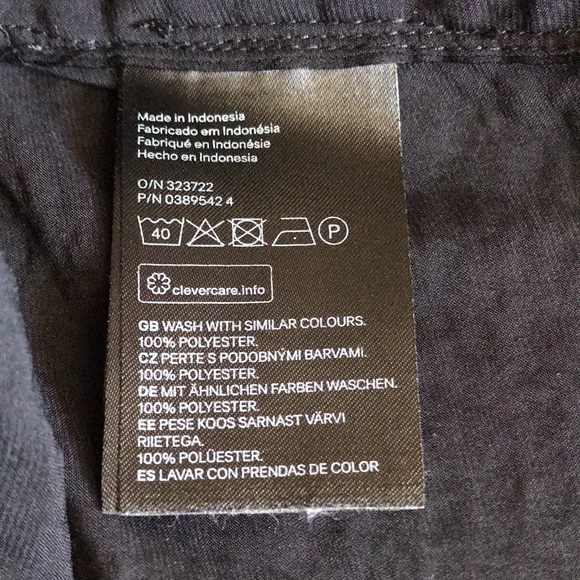 Made in Indonesia
Fabricado em Indonésia
Fabriqué en Indonésie
Hecho en Indonesia
O/N 323722
P/N 0389542 4
40 P
clevercare.info
GB WASH WITH SIMILAR COLOURS.
100% POLYESTER.
CZ PERTE S PODOBNÝMI BARVAMI.
100% POLYESTER.
DE MIT ÄHNLICHEN FARBEN WASCHEN.
100% POLYESTER.
EE PESE KOOS SARNAST VÄRVI
RIIETEGA.
100% POLÜESTER.
ES LAVAR CON PRENDAS DE COLOR